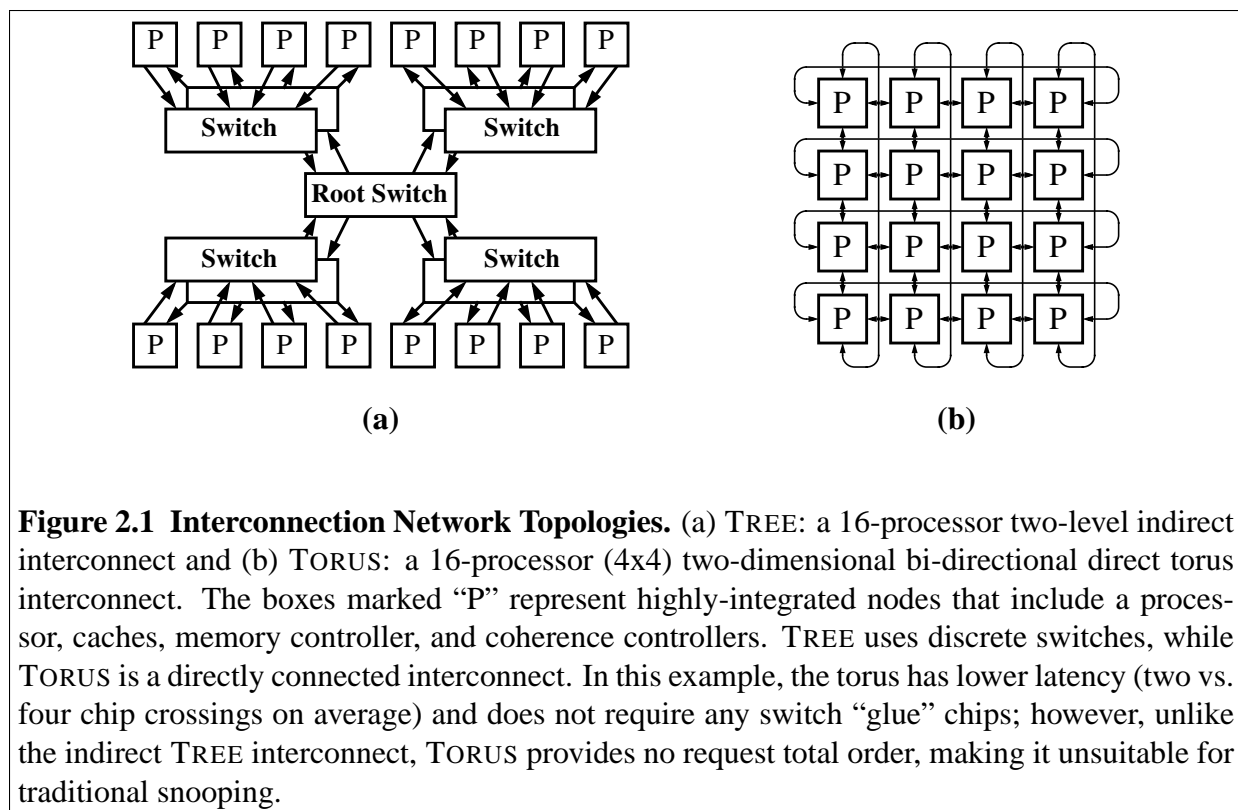 P P P P P P P P
Switch Switch
Root Switch
Switch Switch
P P P P P P P P
(a)
P P P P
P P P P
P P P P
P P P P
(b)
Figure 2.1 Interconnection Network Topologies. (a) TREE: a 16-processor two-level indirect
interconnect and (b) TORUS: a 16-processor (4x4) two-dimensional bi-directional direct torus
interconnect. The boxes marked “P” represent highly-integrated nodes that include a proces-
sor, caches, memory controller, and coherence controllers. TREE uses discrete switches, while
TORUS is a directly connected interconnect. In this example, the torus has lower latency (two vs.
four chip crossings on average) and does not require any switch “glue” chips; however, unlike
the indirect TREE interconnect, TORUS provides no request total order, making it unsuitable for
traditional snooping.